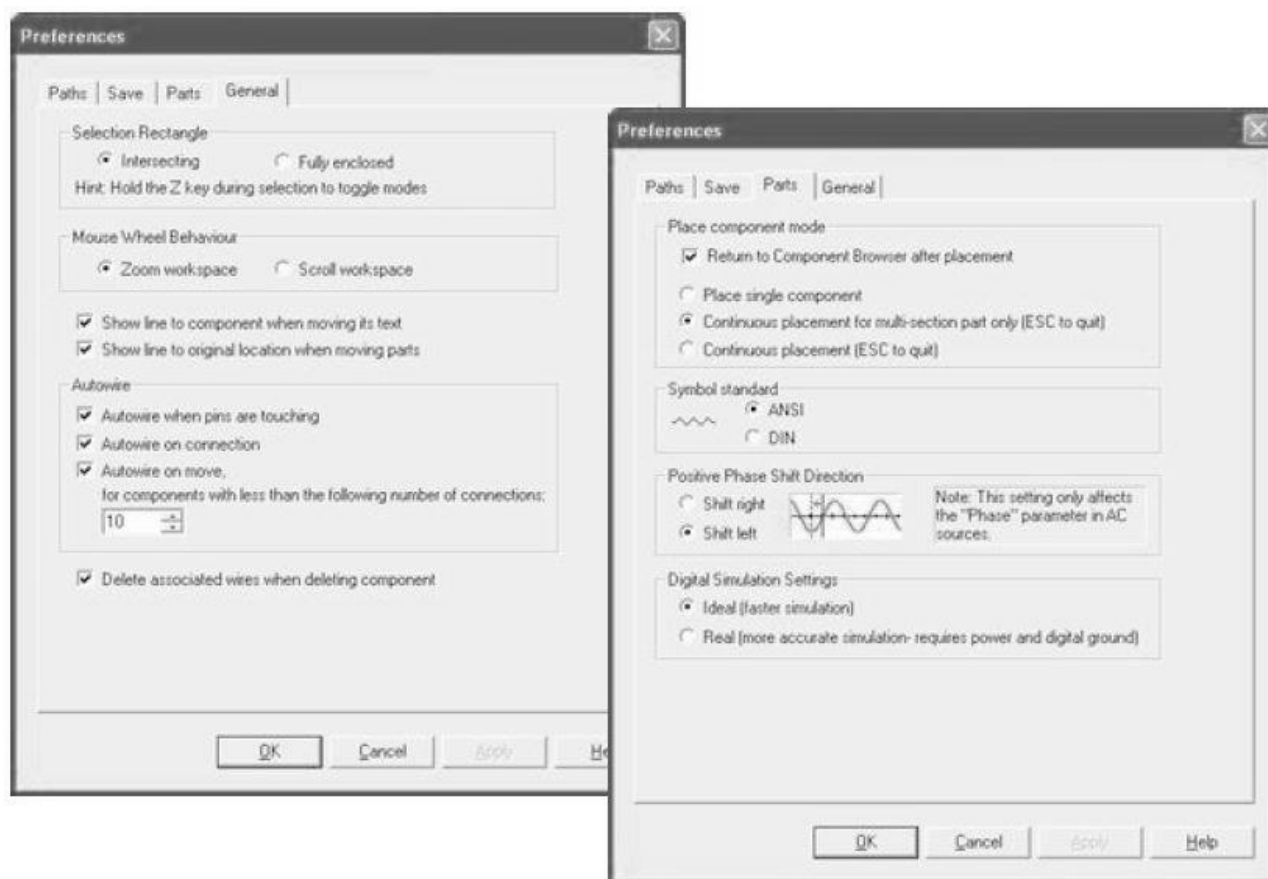 Preferences
Paths Save Parts General
Selection Rectangle
Intersecting Fully enclosed
Hint: Hold the Z key during selection to toggle modes
Mouse Wheel Behaviour
Zoom workspace Scroll workspace
Show line to component when moving its text
Show line to original location when moving parts
Autowire
Autowire when pins are touching
Autowire on connection
Autowire on move,
for components with less than the following number of connections:
10
Delete associated wires when deleting component
OK Cancel Apply He
Preferences
Paths Save Parts General
Place component mode
Return to Component Browser after placement
Place single component
Continuous placement for multi-section part only (ESC to quit)
Continuous placement (ESC to quit)
Symbol standard
ANSI
DIN
Positive Phase Shift Direction
Shift right
Shift left
Note: This setting only affects
the "Phase" parameter in AC
sources.
Digital Simulation Settings
Ideal (faster simulation)
Real (more accurate simulation- requires power and digital ground)
OK Cancel Apply Help